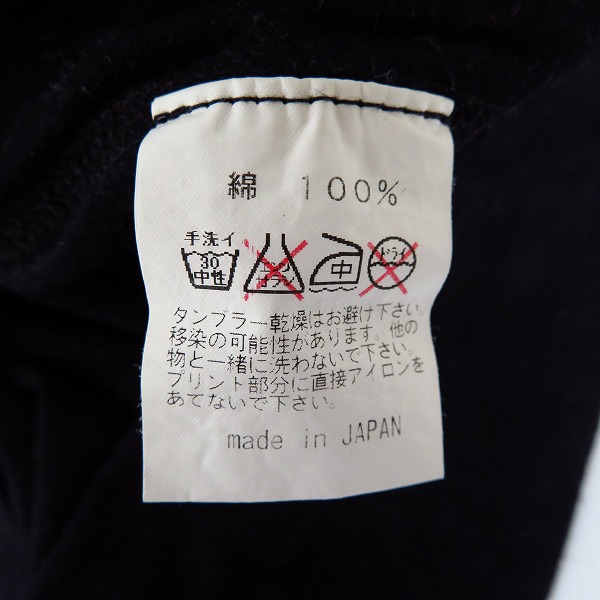 綿 100%
手洗イ
30 中性
エンソ サラシ
中
ドライ
タンブラー乾燥はお避け下さい。
移染の可能性があります。他の
物と一緒に洗わないで下さい。
プリント部分に直接アイロンを
あてないで下さい。
made in JAPAN